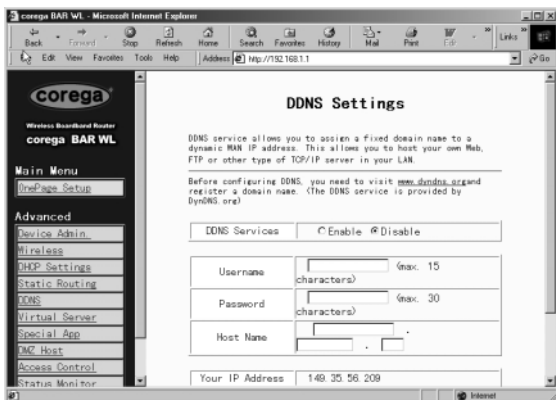 corega BAR WL - Microsoft Internet Explorer
Back Forward Stop Refresh Home Search Favorites History Mail Print Edit Links
File Edit View Favorites Tools Help Address http://192.168.1.1 Go
corega
Wireless Boardband Router
corega BAR WL
Main Menu
OnePage Setup
Advanced
Device Admin.
Wireless
DHCP Settings
Static Routing
DDNS
Virtual Server
Special App
DMZ Host
Access Control
Status Monitor
DDNS Settings
DDNS service allows you to assign a fixed domain name to a
dynamic WAN IP address. This allows you to host your own Web,
FTP or other type of TCP/IP server in your LAN.
Before configuring DDNS, you need to visit www.dyndns.organd
register a domain name. (The DDNS service is provided by
DynDNS.org)
DDNS Services Enable Disable
Username (max. 15
characters)
Password (max. 30
characters)
Host Name . .
Your IP Address 149.35.56.209
Internet